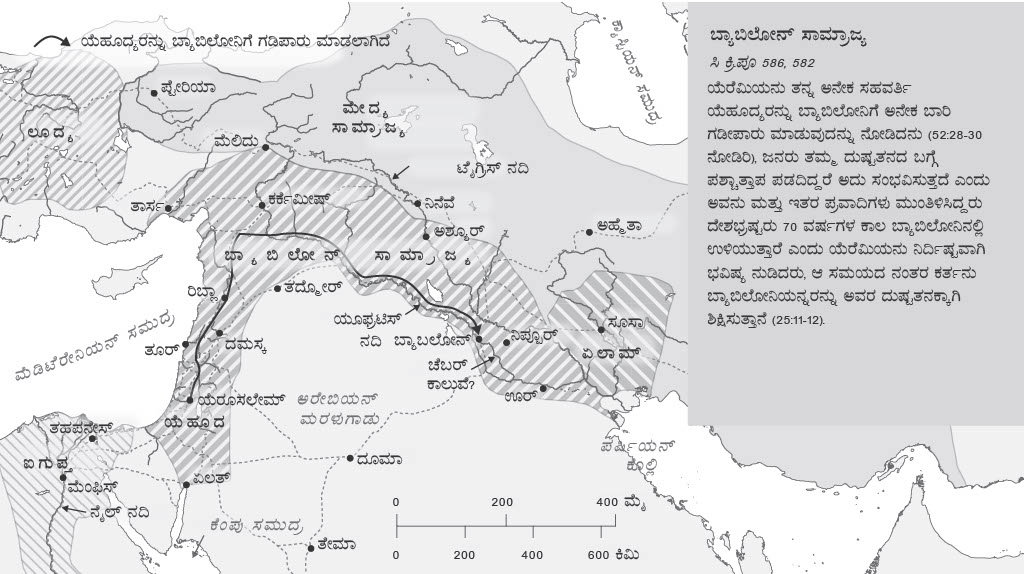 ಯೆಹೂದ್ಯರನ್ನು ಬ್ಯಾಬಿಲೋನಿಗೆ ಗಡಿಪಾರು ಮಾಡಲಾಗಿದೆ
ಬ್ಯಾಬಿಲೋನ್ ಸಾಮ್ರಾಜ್ಯ
ಸಿ ಕ್ರಿ.ಪೂ 586, 582
ಯೆರೆಮಿಯನು ತನ್ನ ಅನೇಕ ಸಹವರ್ತಿ
ಯೆಹೂದ್ಯರನ್ನು ಬ್ಯಾಬಿಲೋನಿಗೆ ಅನೇಕ ಬಾರಿ
ಗಡೀಪಾರು ಮಾಡುವುದನ್ನು ನೋಡಿದನು (52:28-30
ನೋಡಿರಿ), ಜನರು ತಮ್ಮ ದುಷ್ಟತನದ ಬಗ್ಗೆ
ಪಶ್ಚಾತ್ತಾಪ ಪಡದಿದ್ದರೆ ಅದು ಸಂಭವಿಸುತ್ತದೆ ಎಂದು
ಅವನು ಮತ್ತು ಇತರ ಪ್ರವಾದಿಗಳು ಮುಂತಿಳಿಸಿದ್ದರು
ದೇಶಭ್ರಷ್ಟರು 70 ವರ್ಷಗಳ ಕಾಲ ಬ್ಯಾಬಿಲೋನಿನಲ್ಲಿ
ಉಳಿಯುತ್ತಾರೆ ಎಂದು ಯೆರೆಮಿಯನು ನಿರ್ದಿಷ್ಟವಾಗಿ
ಭವಿಷ್ಯ ನುಡಿದರು, ಆ ಸಮಯದ ನಂತರ ಕರ್ತನು
ಬ್ಯಾಬಿಲೋನಿಯನ್ನರನ್ನು ಅವರ ದುಷ್ಟತನಕ್ಕಾಗಿ
ಶಿಕ್ಷಿಸುತ್ತಾನೆ (25:11-12).
ಕ್ಯಾಸ್ಪಿಯನ್ ಸಮುದ್ರ
ಪ್ಟೇರಿಯಾ
ಮೇದ್ಯ
ಸಾಮ್ರಾಜ್ಯ
ಲೂದ್ಯ
ಮೆಲಿದು
ಟೈಗ್ರಿಸ್ ನದಿ
ತಾರ್ಸ
ಕರ್ಕೆಮೀಷ್
ನಿನೆವೆ
ಅಶ್ಯೂರ್
ಅಹ್ಮೆತಾ
ಬ್ಯಾಬಿಲೋನ್ ಸಾಮ್ರಾಜ್ಯ
ರಿಬ್ಲಾ
ತದ್ಮೋರ್
ಮೆಡಿಟೆರೇನಿಯನ್ ಸಮುದ್ರ
ಯೂಫ್ರಟಿಸ್
ನದಿ
ಬ್ಯಾಬಲೋನ್
ನಿಪ್ಪೂರ್
ಸೂಸಾ
ಏಲಾಮ್
ತೂರ್
ದಮಸ್ಕ
ಚೆಬರ್
ಕಾಲುವೆ?
ಊರ್
ಯೆರೂಸಲೇಮ್
ಯೆಹೂದ
ಅರೇಬಿಯನ್
ಮರಳುಗಾಡು
ತಹಪನೇಸ್
ಐಗುಪ್ತ
ಮೆಂಫಿಸ್
ನೈಲ್ ನದಿ
ಏಲತ್
ದೂಮಾ
ಪರ್ಷಿಯನ್
ಕೊಲ್ಲಿ
ಕೆಂಪು ಸಮುದ್ರ
ತೇಮಾ
0 200 400 ಮೈ
0 200 400 600 ಕಿಮಿ